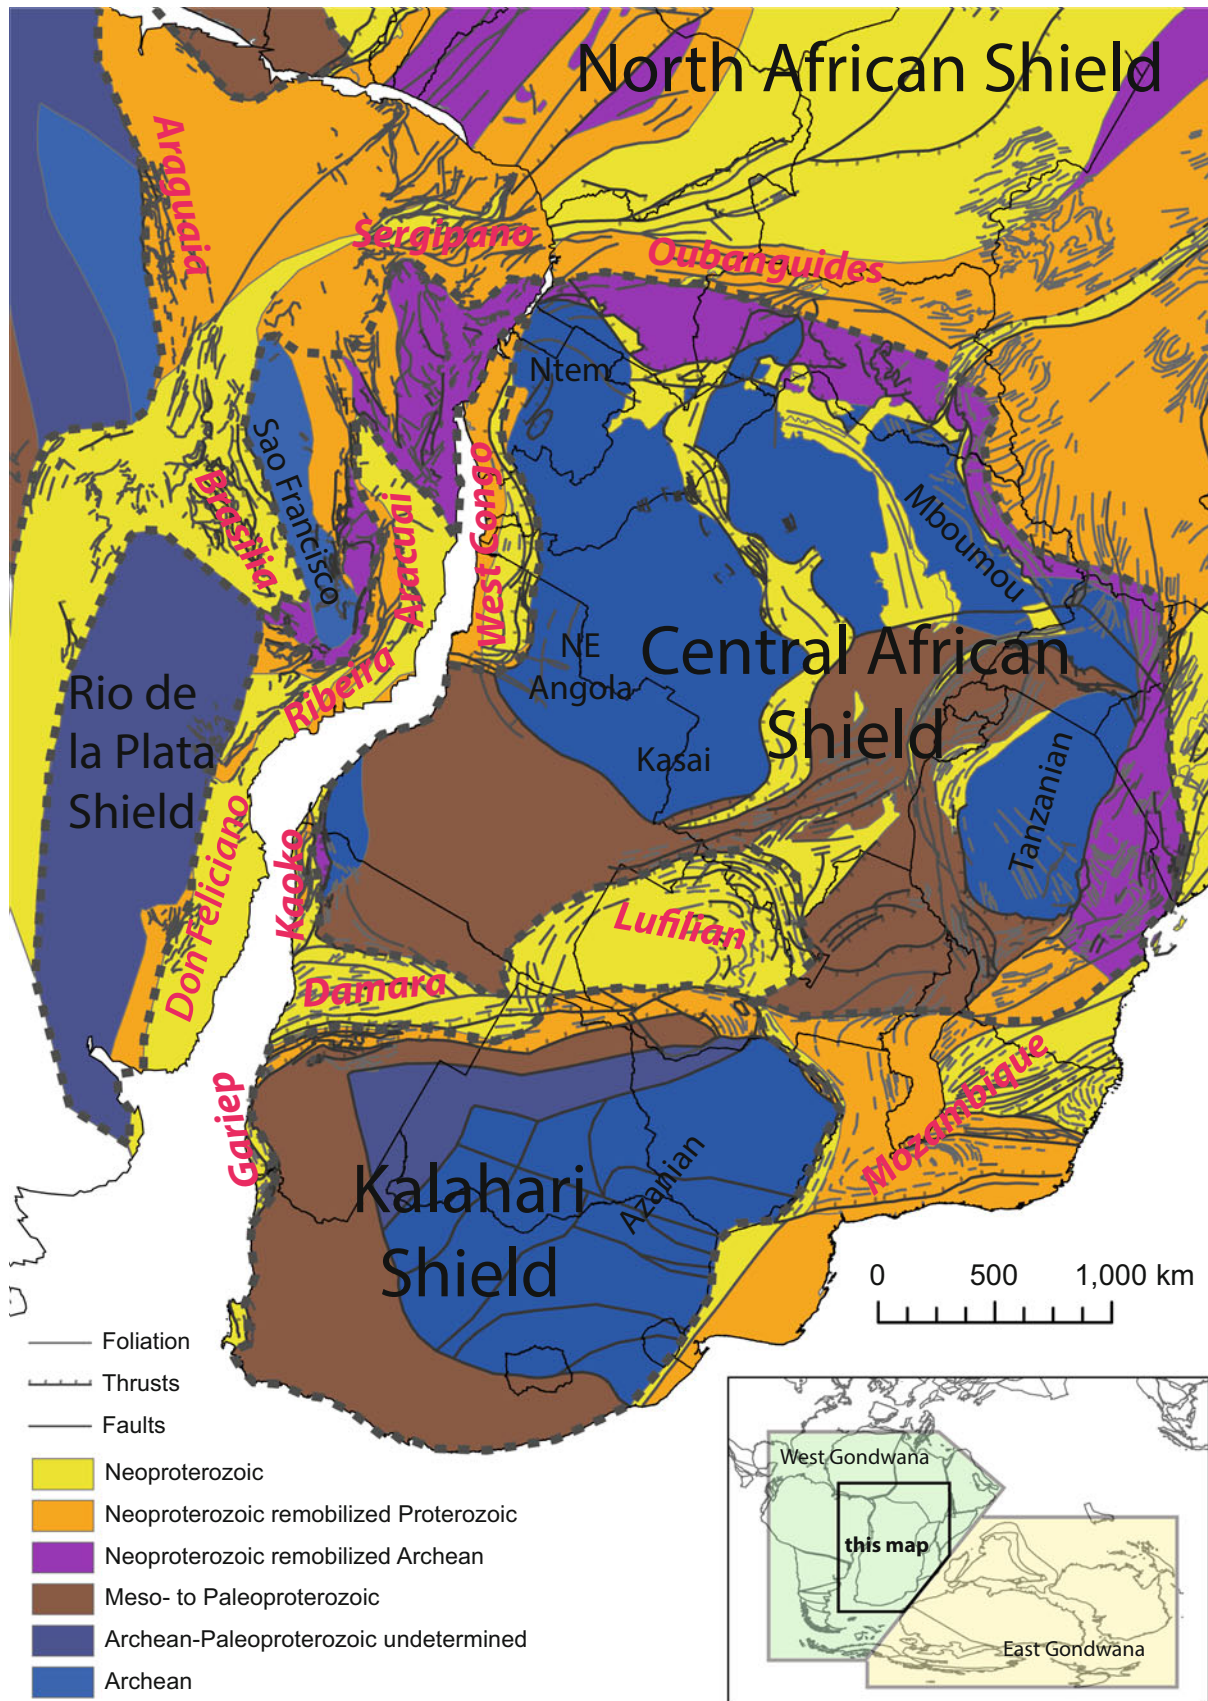 North African Shield
Araguaia
Sergipano
Oubanguides
Ntem
Sao Francisco
Brasilia
Aracuai
West Congo
Mboumou
NE
Angola
Central African
Shield
Kasai
Ribeira
Rio de
la Plata
Shield
Tanzanian
Don Feliciano
Kaoko
Lufilian
Damara
Mozambique
Gariep
Kalahari
Shield
Azanian
0 500 1,000 km
Foliation
Thrusts
Faults
Neoproterozoic
Neoproterozoic remobilized Proterozoic
Neoproterozoic remobilized Archean
Meso- to Paleoproterozoic
Archean-Paleoproterozoic undetermined
Archean
West Gondwana
this map
East Gondwana